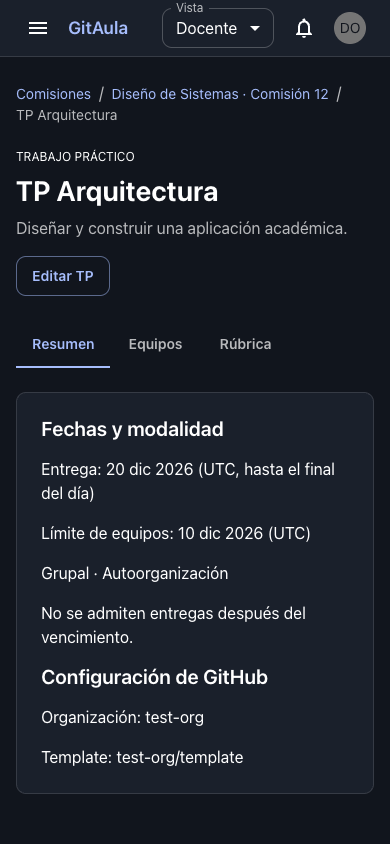 GitAula
Vista
Docente
DO
Comisiones / Diseño de Sistemas · Comisión 12 /
TP Arquitectura
TRABAJO PRÁCTICO
TP Arquitectura
Diseñar y construir una aplicación académica.
Editar TP
Resumen Equipos Rúbrica
Fechas y modalidad
Entrega: 20 dic 2026 (UTC, hasta el final
del día)
Límite de equipos: 10 dic 2026 (UTC)
Grupal · Autoorganización
No se admiten entregas después del
vencimiento.
Configuración de GitHub
Organización: test-org
Template: test-org/template